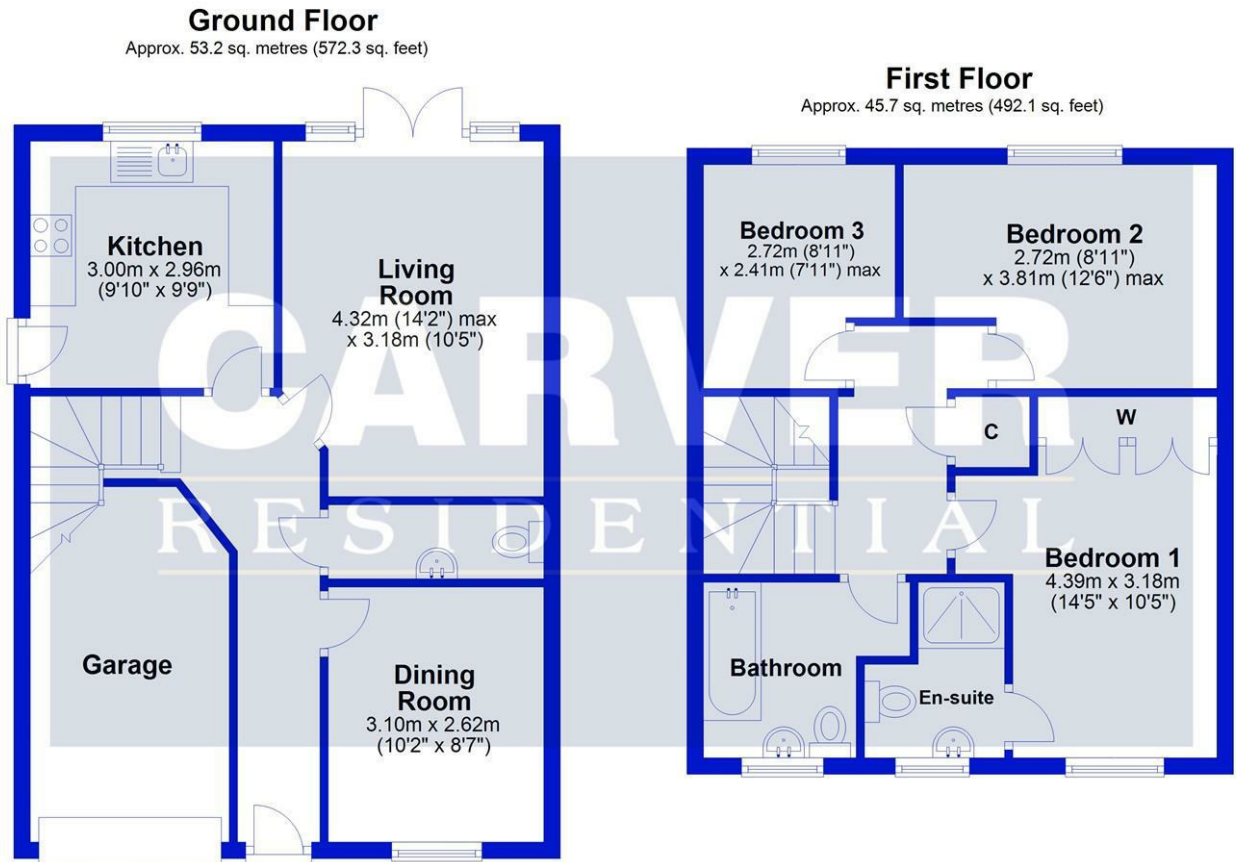 Ground Floor
Approx. 53.2 sq. metres (572.3 sq. feet)
Kitchen
3.00m x 2.96m
(9'10" x 9'9")
Living
Room
4.32m (14'2") max
x 3.18m (10'5")
Garage
Dining
Room
3.10m x 2.62m
(10'2" x 8'7")
First Floor
Approx. 45.7 sq. metres (492.1 sq. feet)
Bedroom 3
2.72m (8'11")
x 2.41m (7'11") max
Bedroom 2
2.72m (8'11")
x 3.81m (12'6") max
C
W
Bedroom 1
4.39m x 3.18m
(14'5" x 10'5")
Bathroom
En-suite
CARVER
RESIDENTIAL